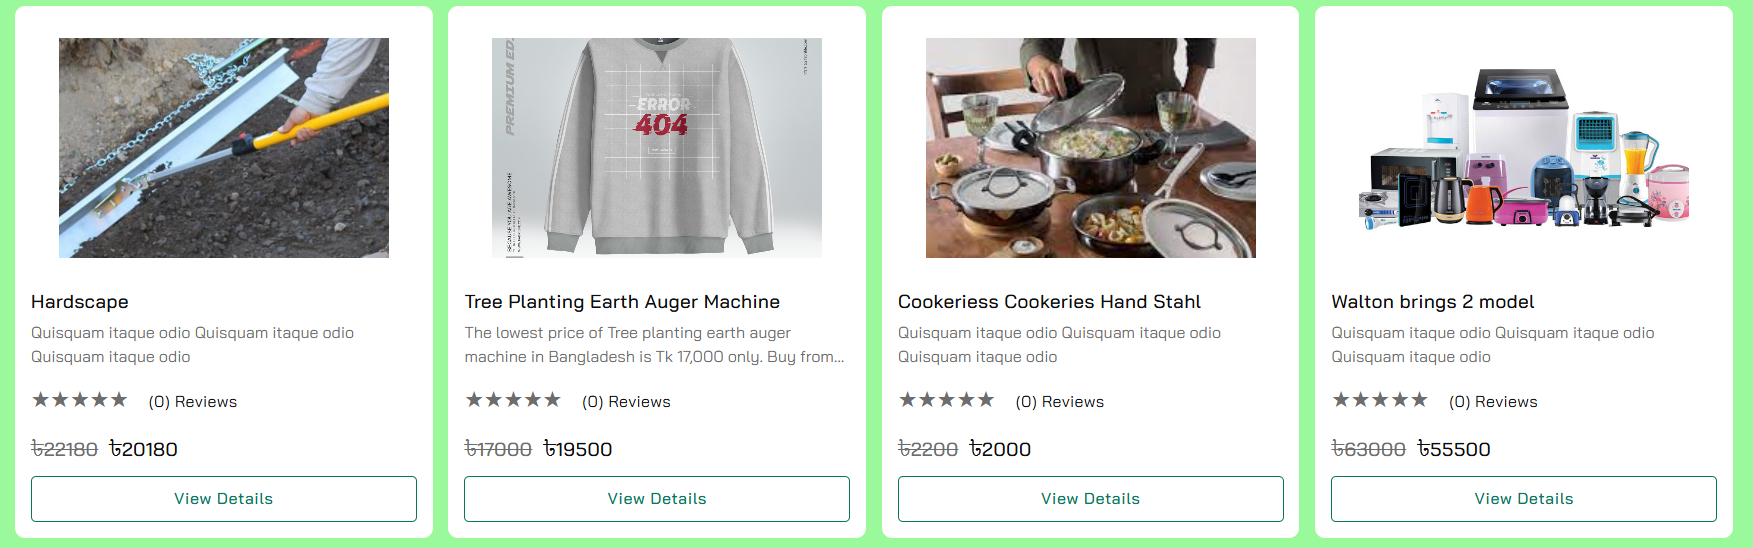 PREMIUM ED.
ERROR
404
Hardscape
Quisquam itaque odio Quisquam itaque odio
Quisquam itaque odio
★★★★★ (0) Reviews
৳22180 ৳20180
View Details
Tree Planting Earth Auger Machine
The lowest price of Tree planting earth auger
machine in Bangladesh is Tk 17,000 only. Buy from...
★★★★★ (0) Reviews
৳17000 ৳19500
View Details
Cookeriess Cookeries Hand Stahl
Quisquam itaque odio Quisquam itaque odio
Quisquam itaque odio
★★★★★ (0) Reviews
৳2200 ৳2000
View Details
Walton brings 2 model
Quisquam itaque odio Quisquam itaque odio
Quisquam itaque odio
★★★★★ (0) Reviews
৳63000 ৳55500
View Details